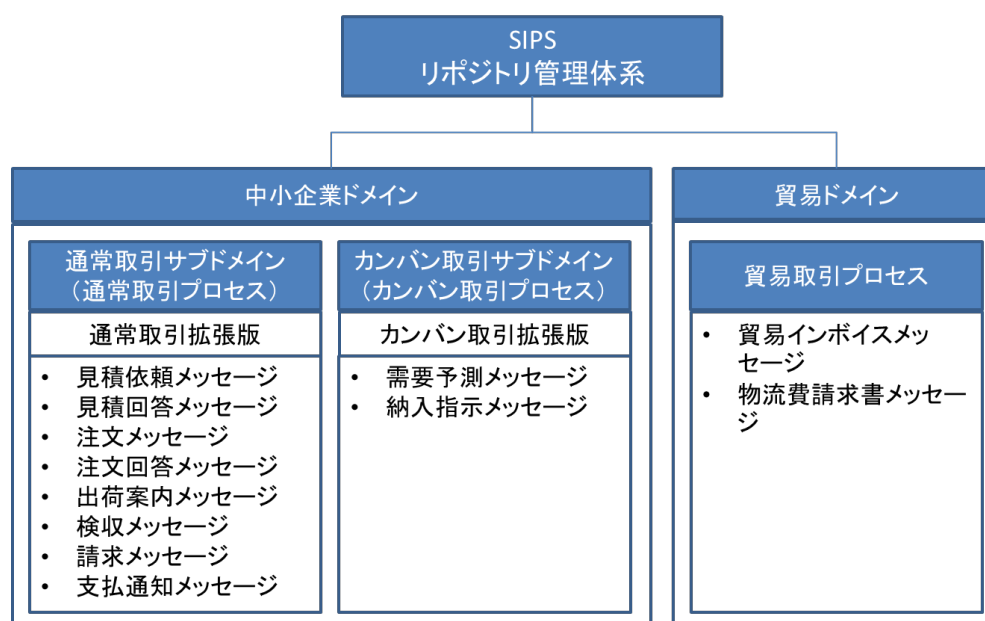 SIPS
リポジトリ管理体系
中小企業ドメイン
通常取引サブドメイン
（通常取引プロセス）
通常取引拡張版
• 見積依頼メッセージ
• 見積回答メッセージ
• 注文メッセージ
• 注文回答メッセージ
• 出荷案内メッセージ
• 検収メッセージ
• 請求メッセージ
• 支払通知メッセージ
カンバン取引サブドメイン
（カンバン取引プロセス）
カンバン取引拡張版
• 需要予測メッセージ
• 納入指示メッセージ
貿易ドメイン
貿易取引プロセス
• 貿易インボイスメッ
セージ
• 物流費請求書メッセー
ジ